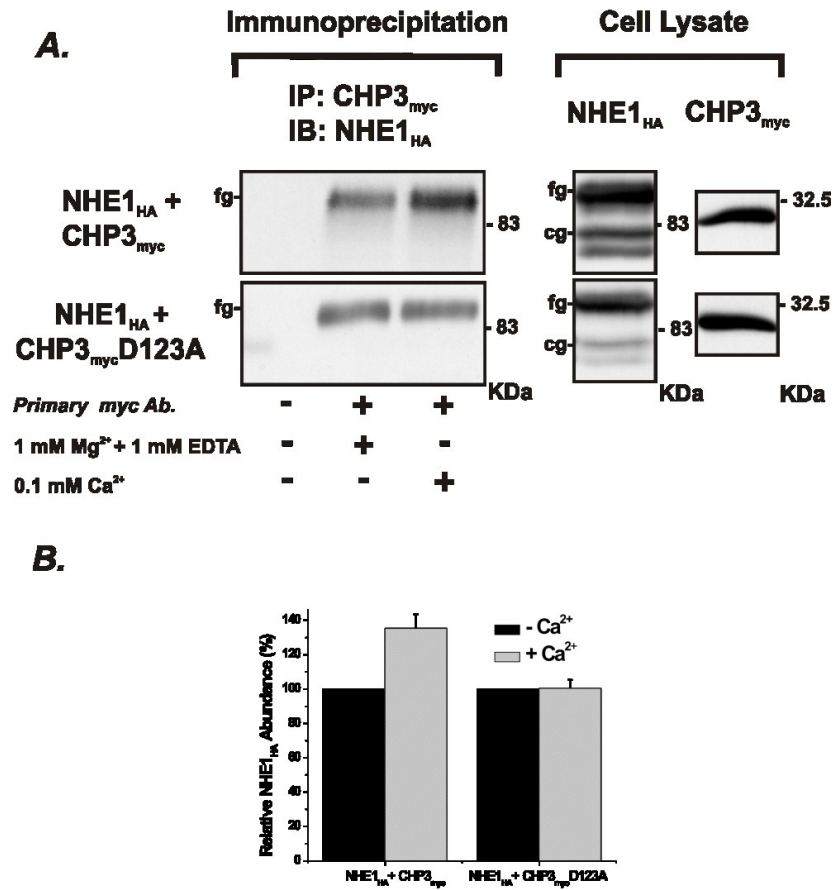 A.
Immunoprecipitation
Cell Lysate
IP: CHP3myc
IB: NHE1HA
NHE1HA
CHP3myc
NHE1HA +
CHP3myc
fg-
- 83
fg-
cg-
- 83
- 32.5
NHE1HA +
CHP3mycD123A
fg-
- 83
fg-
cg-
- 83
- 32.5
KDa
KDa
KDa
Primary myc Ab.
- + +
1 mM Mg2+ + 1 mM EDTA
- + -
0.1 mM Ca2+
- - +
B.
Relative NHE1HA Abundance (%)
140
120
100
80
60
40
20
0
- Ca2+
+ Ca2+
NHE1HA + CHP3myc
NHE1HA + CHP3mycD123A